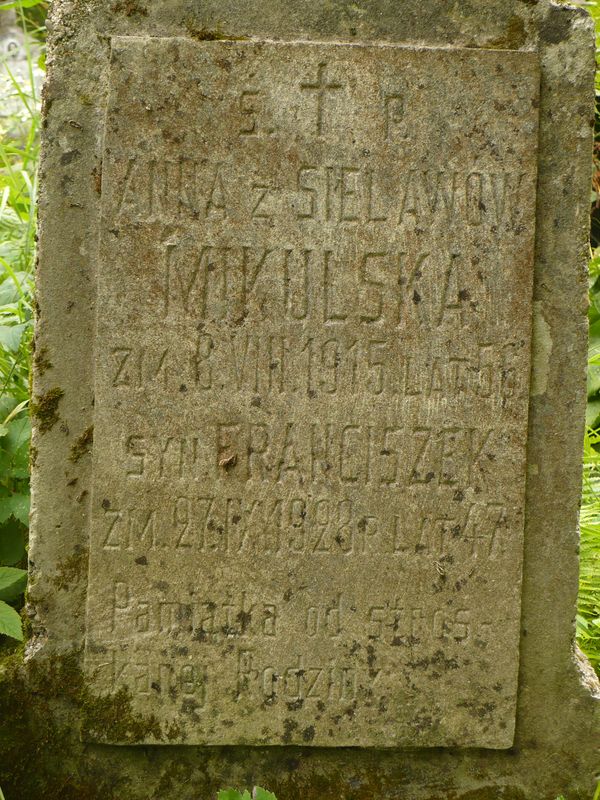 S. † P.
ANNA z SIELAWÓW
MIKULSKA
ZM. 8. VIII. 1915. LAT 56
SYN. FRANCISZEK
ZM. 27. IX. 1928 R. LAT 47.
Pamiątka od stros-
kanej Rodziny